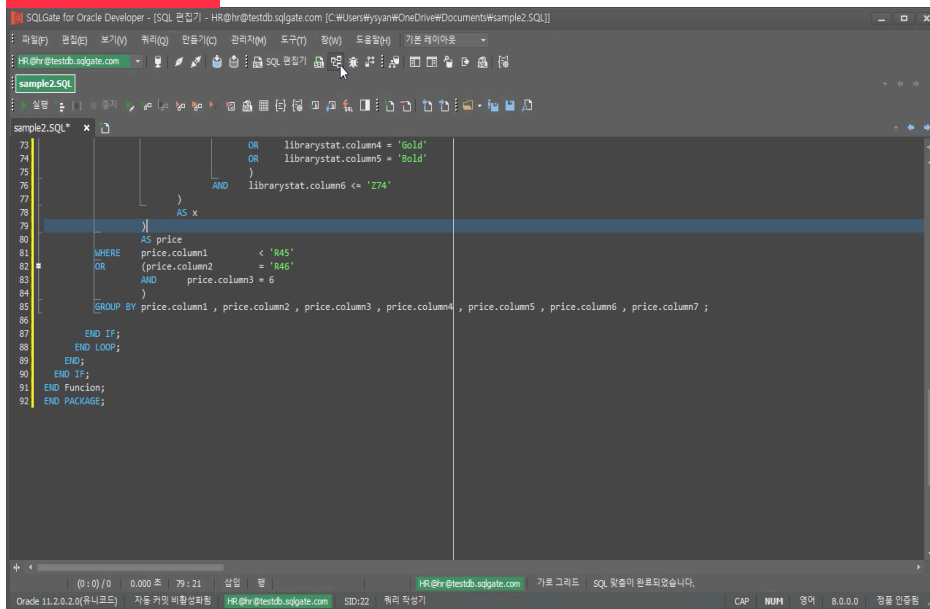 SQLGate for Oracle Developer - [SQL 편집기 - HR@hr@testdb.sqlgate.com [C:₩Users₩ysyan₩OneDrive₩Documents₩sample2.SQL]]
파일(F) 편집(E) 보기(V) 쿼리(Q) 만들기(C) 관리자(M) 도구(T) 창(W) 도움말(H) 기본 레이아웃
HR@hr@testdb.sqlgate.com SQL 편집기
sample2.SQL
실행 중지
sample2.SQL*
73 OR librarystat.column4 = 'Gold'
74 OR librarystat.column5 = 'Bold'
75 )
76 AND librarystat.column6 <= 'Z74'
77 )
78 AS x
79 )
80 AS price
81 WHERE price.column1 < 'R45'
82 OR (price.column2 = 'R46'
83 AND price.column3 = 6
84 )
85 GROUP BY price.column1 , price.column2 , price.column3 , price.column4 , price.column5 , price.column6 , price.column7 ;
86
87 END IF;
88 END LOOP;
89 END;
90 END IF;
91 END Funcion;
92 END PACKAGE;
(0 : 0) / 0 0.000 초 79 : 21 삽입 행 HR@hr@testdb.sqlgate.com 가로 그리드 SQL 맞춤이 완료되었습니다.
Oracle 11.2.0.2.0(유니코드) 자동 커밋 비활성화됨 HR@hr@testdb.sqlgate.com SID:22 쿼리 작성기 CAP NUM 영어 8.0.0.0 정품 인증됨